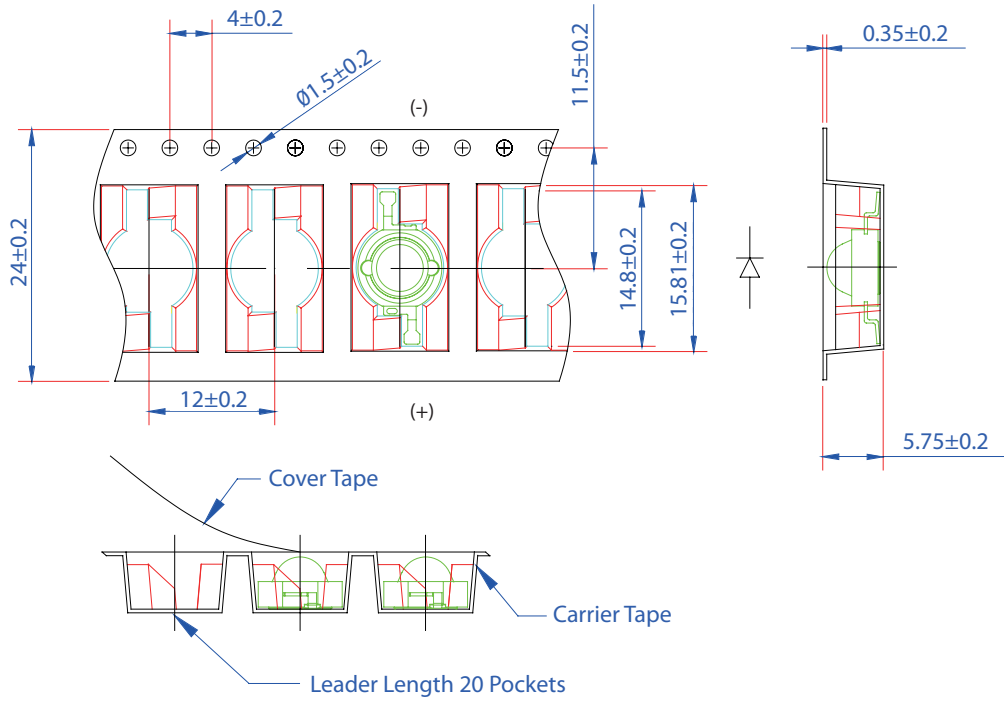 4±0.2
Ø1.5±0.2
(-)
11.5±0.2
0.35±0.2
24±0.2
14.8±0.2
15.81±0.2
12±0.2
(+)
5.75±0.2
Cover Tape
Carrier Tape
Leader Length 20 Pockets